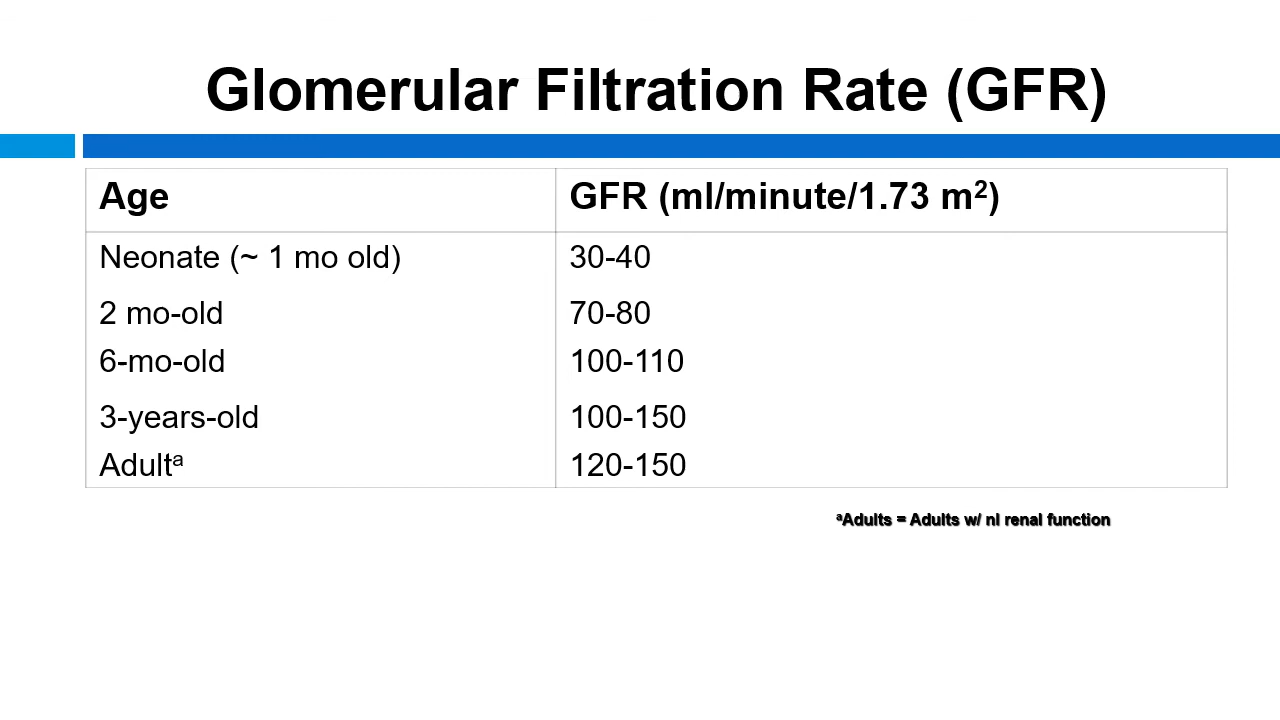 Glomerular Filtration Rate (GFR)
Age GFR (ml/minute/1.73 m²)
Neonate (~ 1 mo old) 30-40
2 mo-old 70-80
6-mo-old 100-110
3-years-old 100-150
Adultᵃ 120-150
ᵃAdults = Adults w/ nl renal function